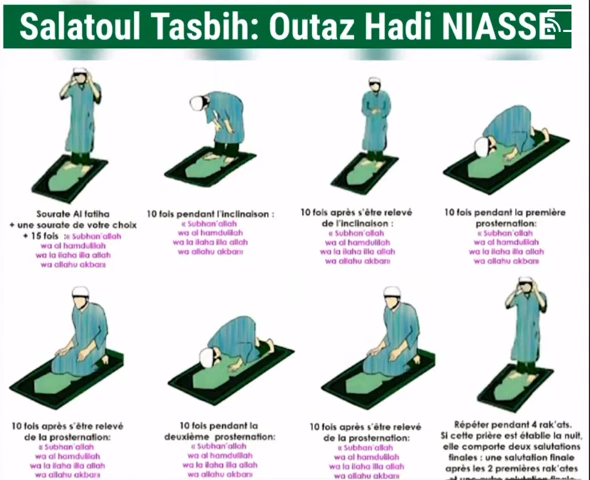 Salatoul Tasbih: Outaz Hadi NIASSE
Sourate Al fatiha
+ une sourate de votre choix
+ 15 fois :« Subhan'allah
wa al hamdulilah
wa la ilaha illa allah
wa allahu akbar»
10 fois pendant l'inclinaison :
« Subhan'allah
wa al hamdulilah
wa la ilaha illa allah
wa allahu akbar»
10 fois après s'être relevé
de l'inclinaison :
« Subhan'allah
wa al hamdulilah
wa la ilaha illa allah
wa allahu akbar»
10 fois pendant la première
prosternation:
« Subhan'allah
wa al hamdulilah
wa la ilaha illa allah
wa allahu akbar»
10 fois après s'être relevé
de la prosternation:
« Subhan'allah
wa al hamdulilah
wa la ilaha illa allah
wa allahu akbar»
10 fois pendant la
deuxième prosternation:
« Subhan'allah
wa al hamdulilah
wa la ilaha illa allah
wa allahu akbar»
10 fois après s'être relevé
de la prosternation:
« Subhan'allah
wa al hamdulilah
wa la ilaha illa allah
wa allahu akbar»
Répéter pendant 4 rak'ats.
Si cette prière est établie la nuit,
elle comporte deux salutations
finales : une salutation finale
après les 2 premières rak'ates